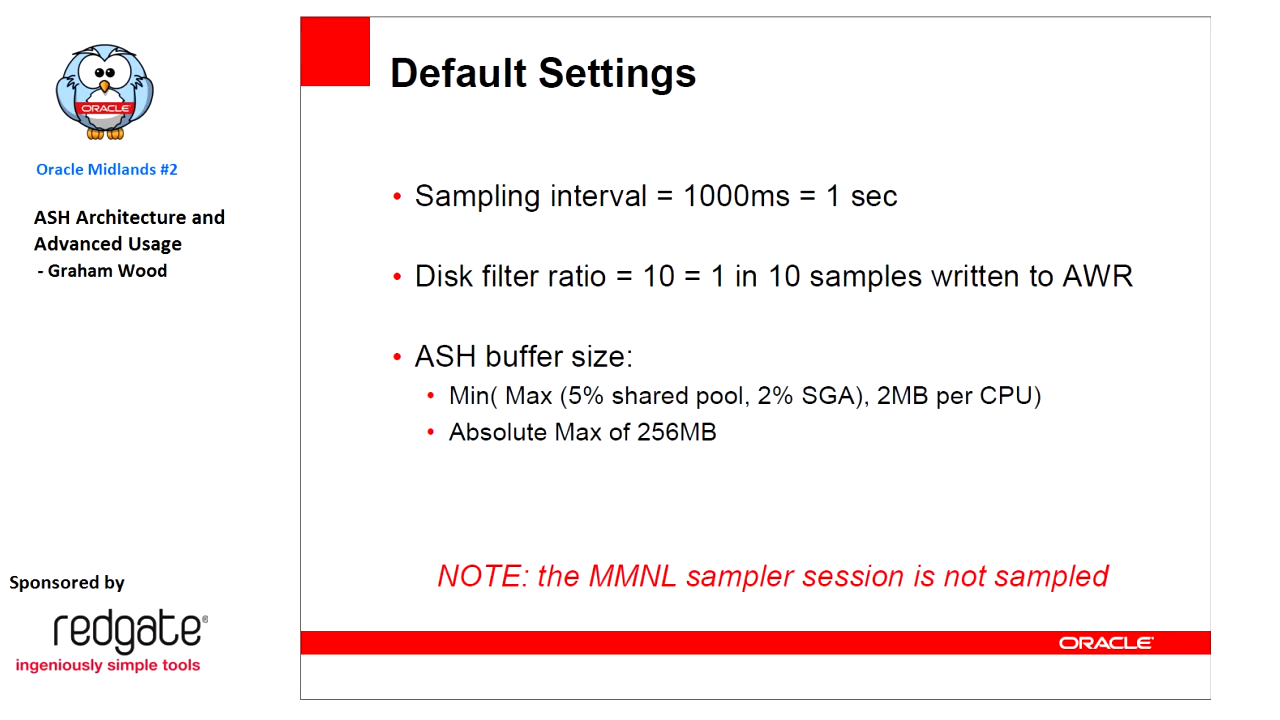 ORACLE
Oracle Midlands #2
ASH Architecture and
Advanced Usage
- Graham Wood
Sponsored by
redgate®
ingeniously simple tools
Default Settings
• Sampling interval = 1000ms = 1 sec
• Disk filter ratio = 10 = 1 in 10 samples written to AWR
• ASH buffer size:
• Min( Max (5% shared pool, 2% SGA), 2MB per CPU)
• Absolute Max of 256MB
NOTE: the MMNL sampler session is not sampled
ORACLE